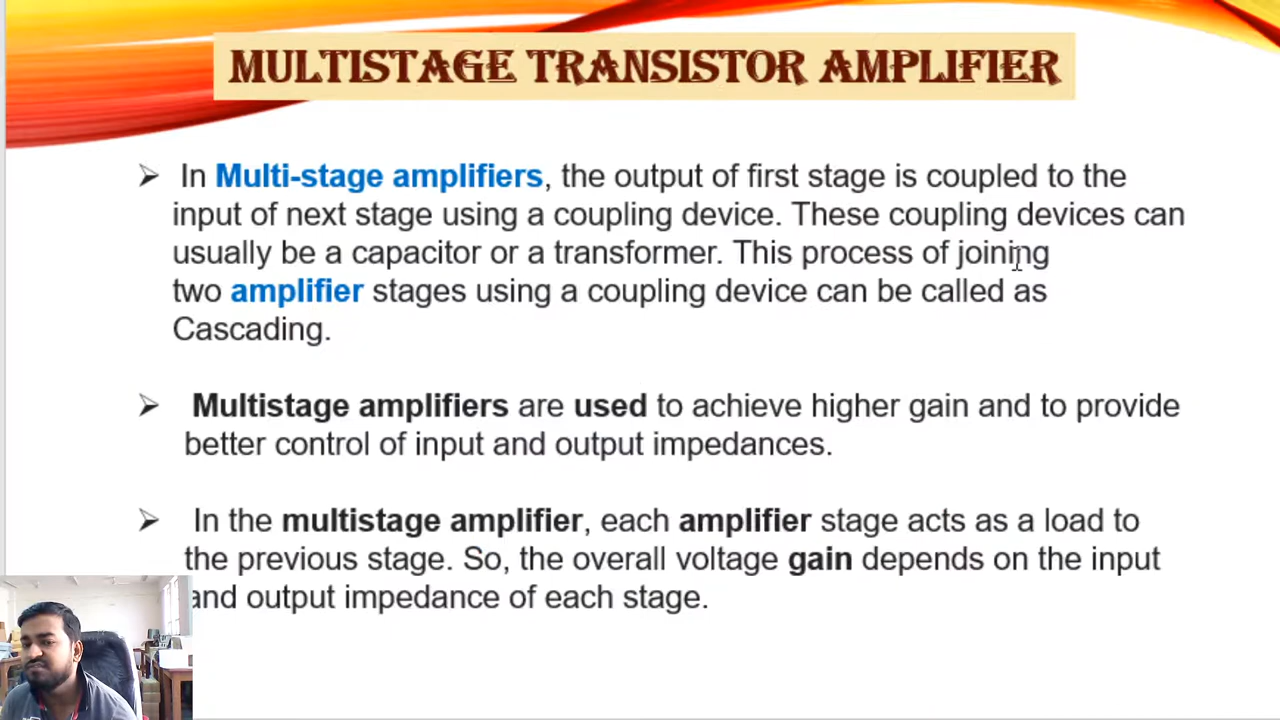 MULTISTAGE TRANSISTOR AMPLIFIER
In Multi-stage amplifiers, the output of first stage is coupled to the
input of next stage using a coupling device. These coupling devices can
usually be a capacitor or a transformer. This process of joining
two amplifier stages using a coupling device can be called as
Cascading.
Multistage amplifiers are used to achieve higher gain and to provide
better control of input and output impedances.
In the multistage amplifier, each amplifier stage acts as a load to
the previous stage. So, the overall voltage gain depends on the input
and output impedance of each stage.